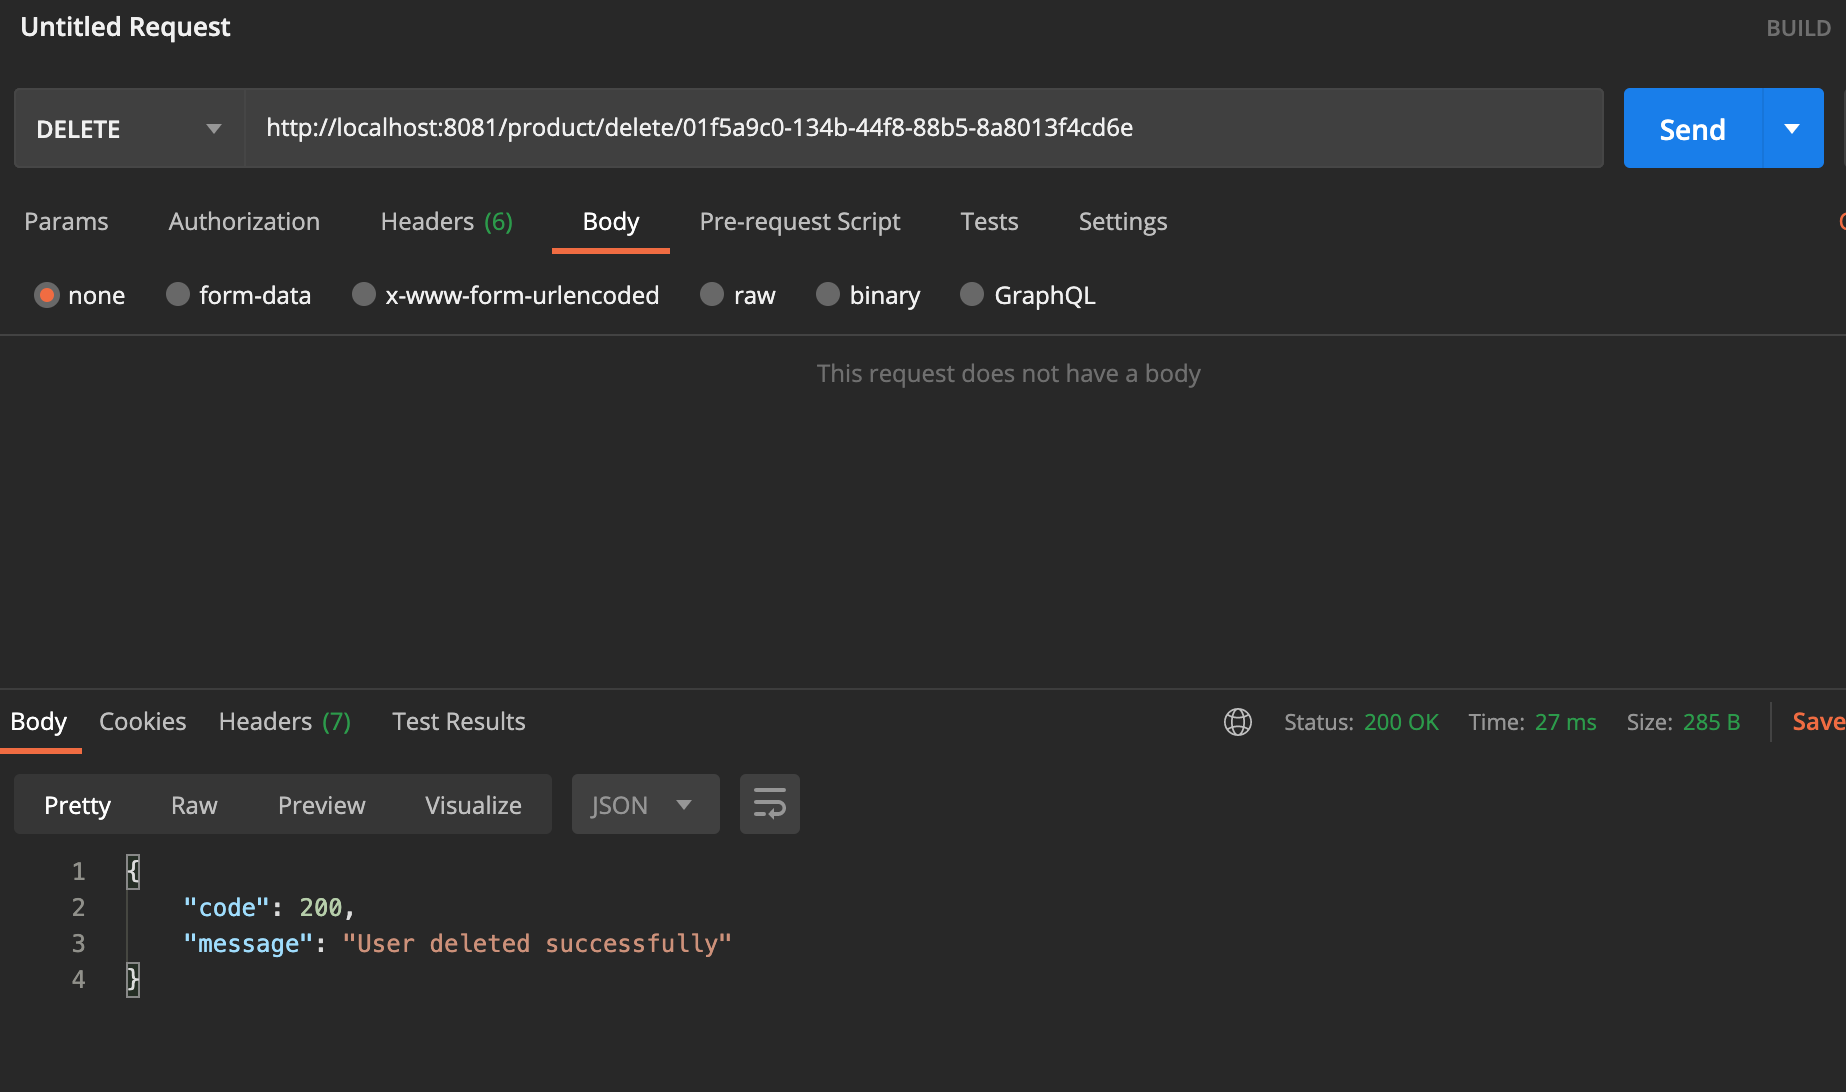 Untitled Request
BUILD
DELETE
http://localhost:8081/product/delete/01f5a9c0-134b-44f8-88b5-8a8013f4cd6e
Send
Params Authorization Headers (6) Body Pre-request Script Tests Settings
none form-data x-www-form-urlencoded raw binary GraphQL
This request does not have a body
Body Cookies Headers (7) Test Results
Status: 200 OK Time: 27 ms Size: 285 B Save
Pretty Raw Preview Visualize JSON
1 {
2 "code": 200,
3 "message": "User deleted successfully"
4 }